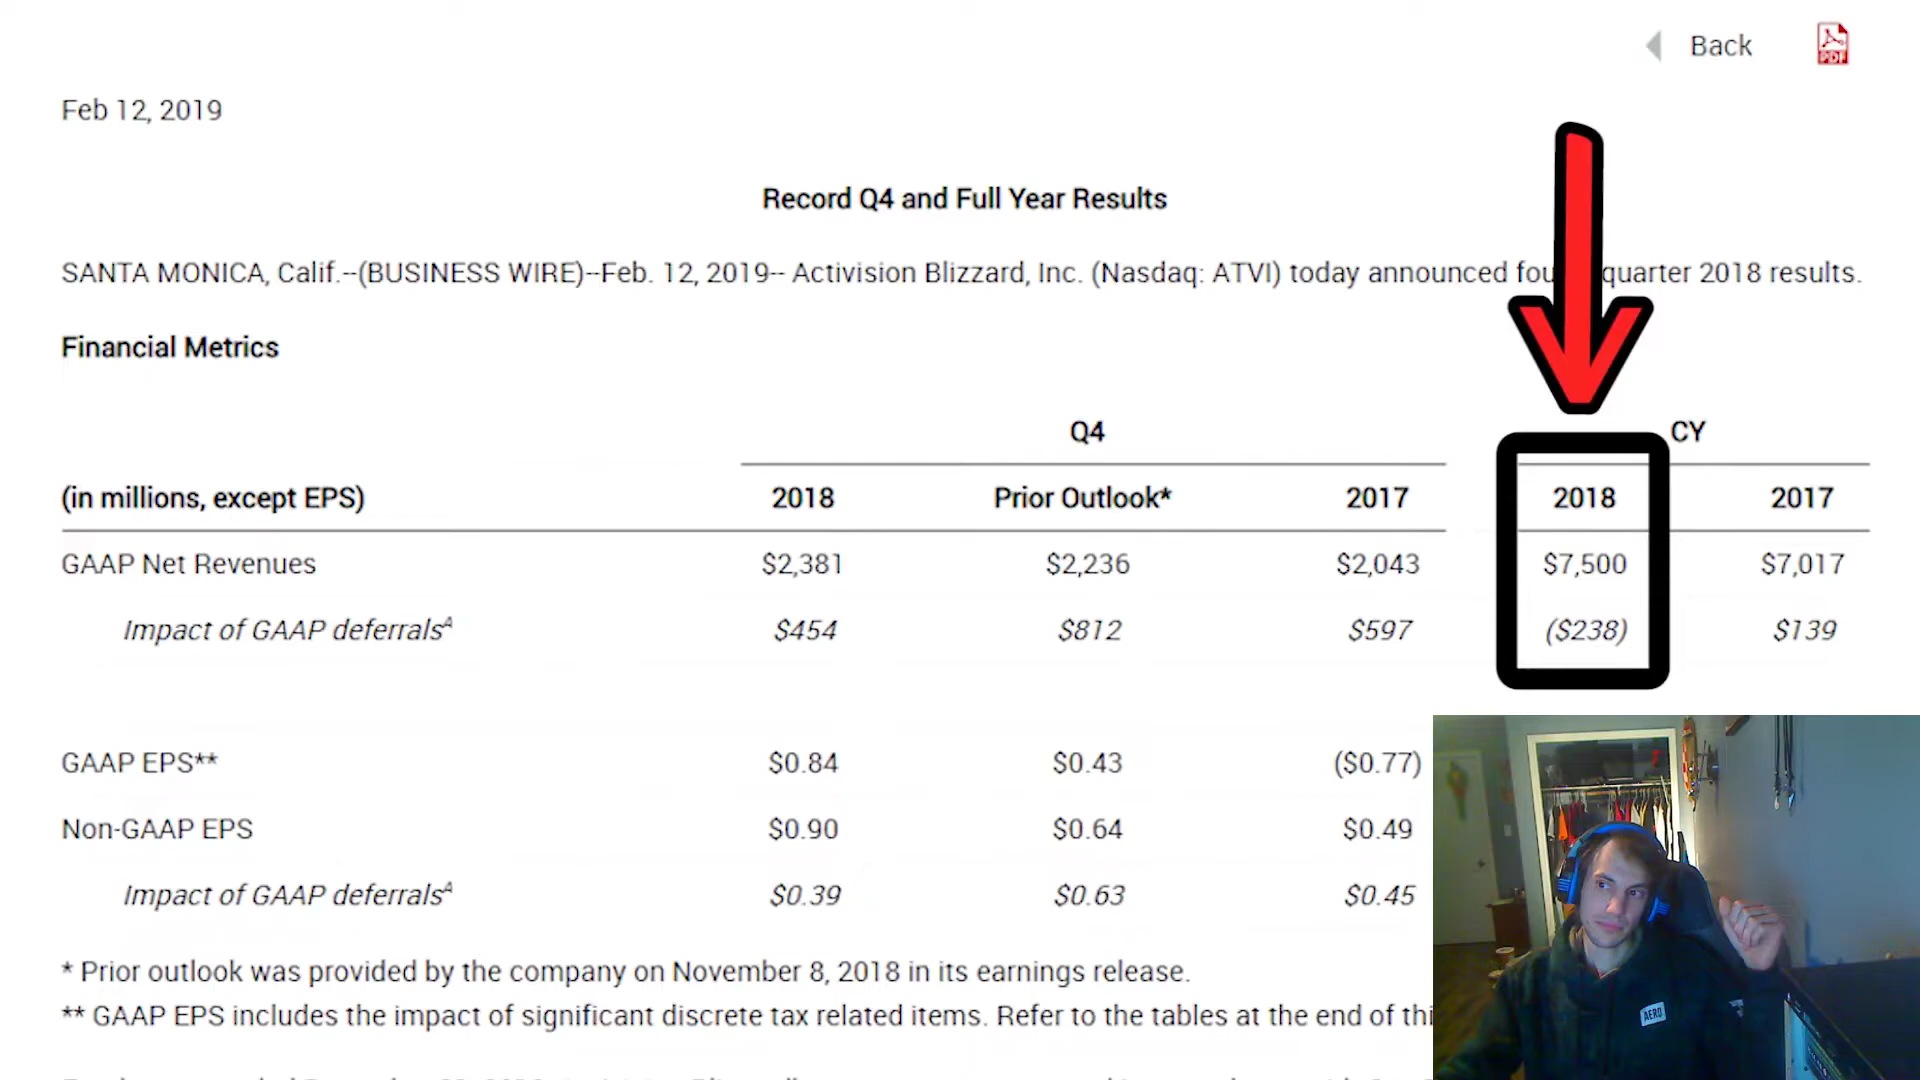 Back
PDF
Feb 12, 2019
Record Q4 and Full Year Results
SANTA MONICA, Calif.--(BUSINESS WIRE)--Feb. 12, 2019-- Activision Blizzard, Inc. (Nasdaq: ATVI) today announced quarter 2018 results.
Financial Metrics
Q4 CY
(in millions, except EPS) 2018 Prior Outlook* 2017 2018 2017
GAAP Net Revenues $2,381 $2,236 $2,043 $7,500 $7,017
Impact of GAAP deferralsA $454 $812 $597 ($238) $139
GAAP EPS** $0.84 $0.43 ($0.77)
Non-GAAP EPS $0.90 $0.64 $0.49
Impact of GAAP deferralsA $0.39 $0.63 $0.45
* Prior outlook was provided by the company on November 8, 2018 in its earnings release.
** GAAP EPS includes the impact of significant discrete tax related items. Refer to the tables at the end of thi
AERO